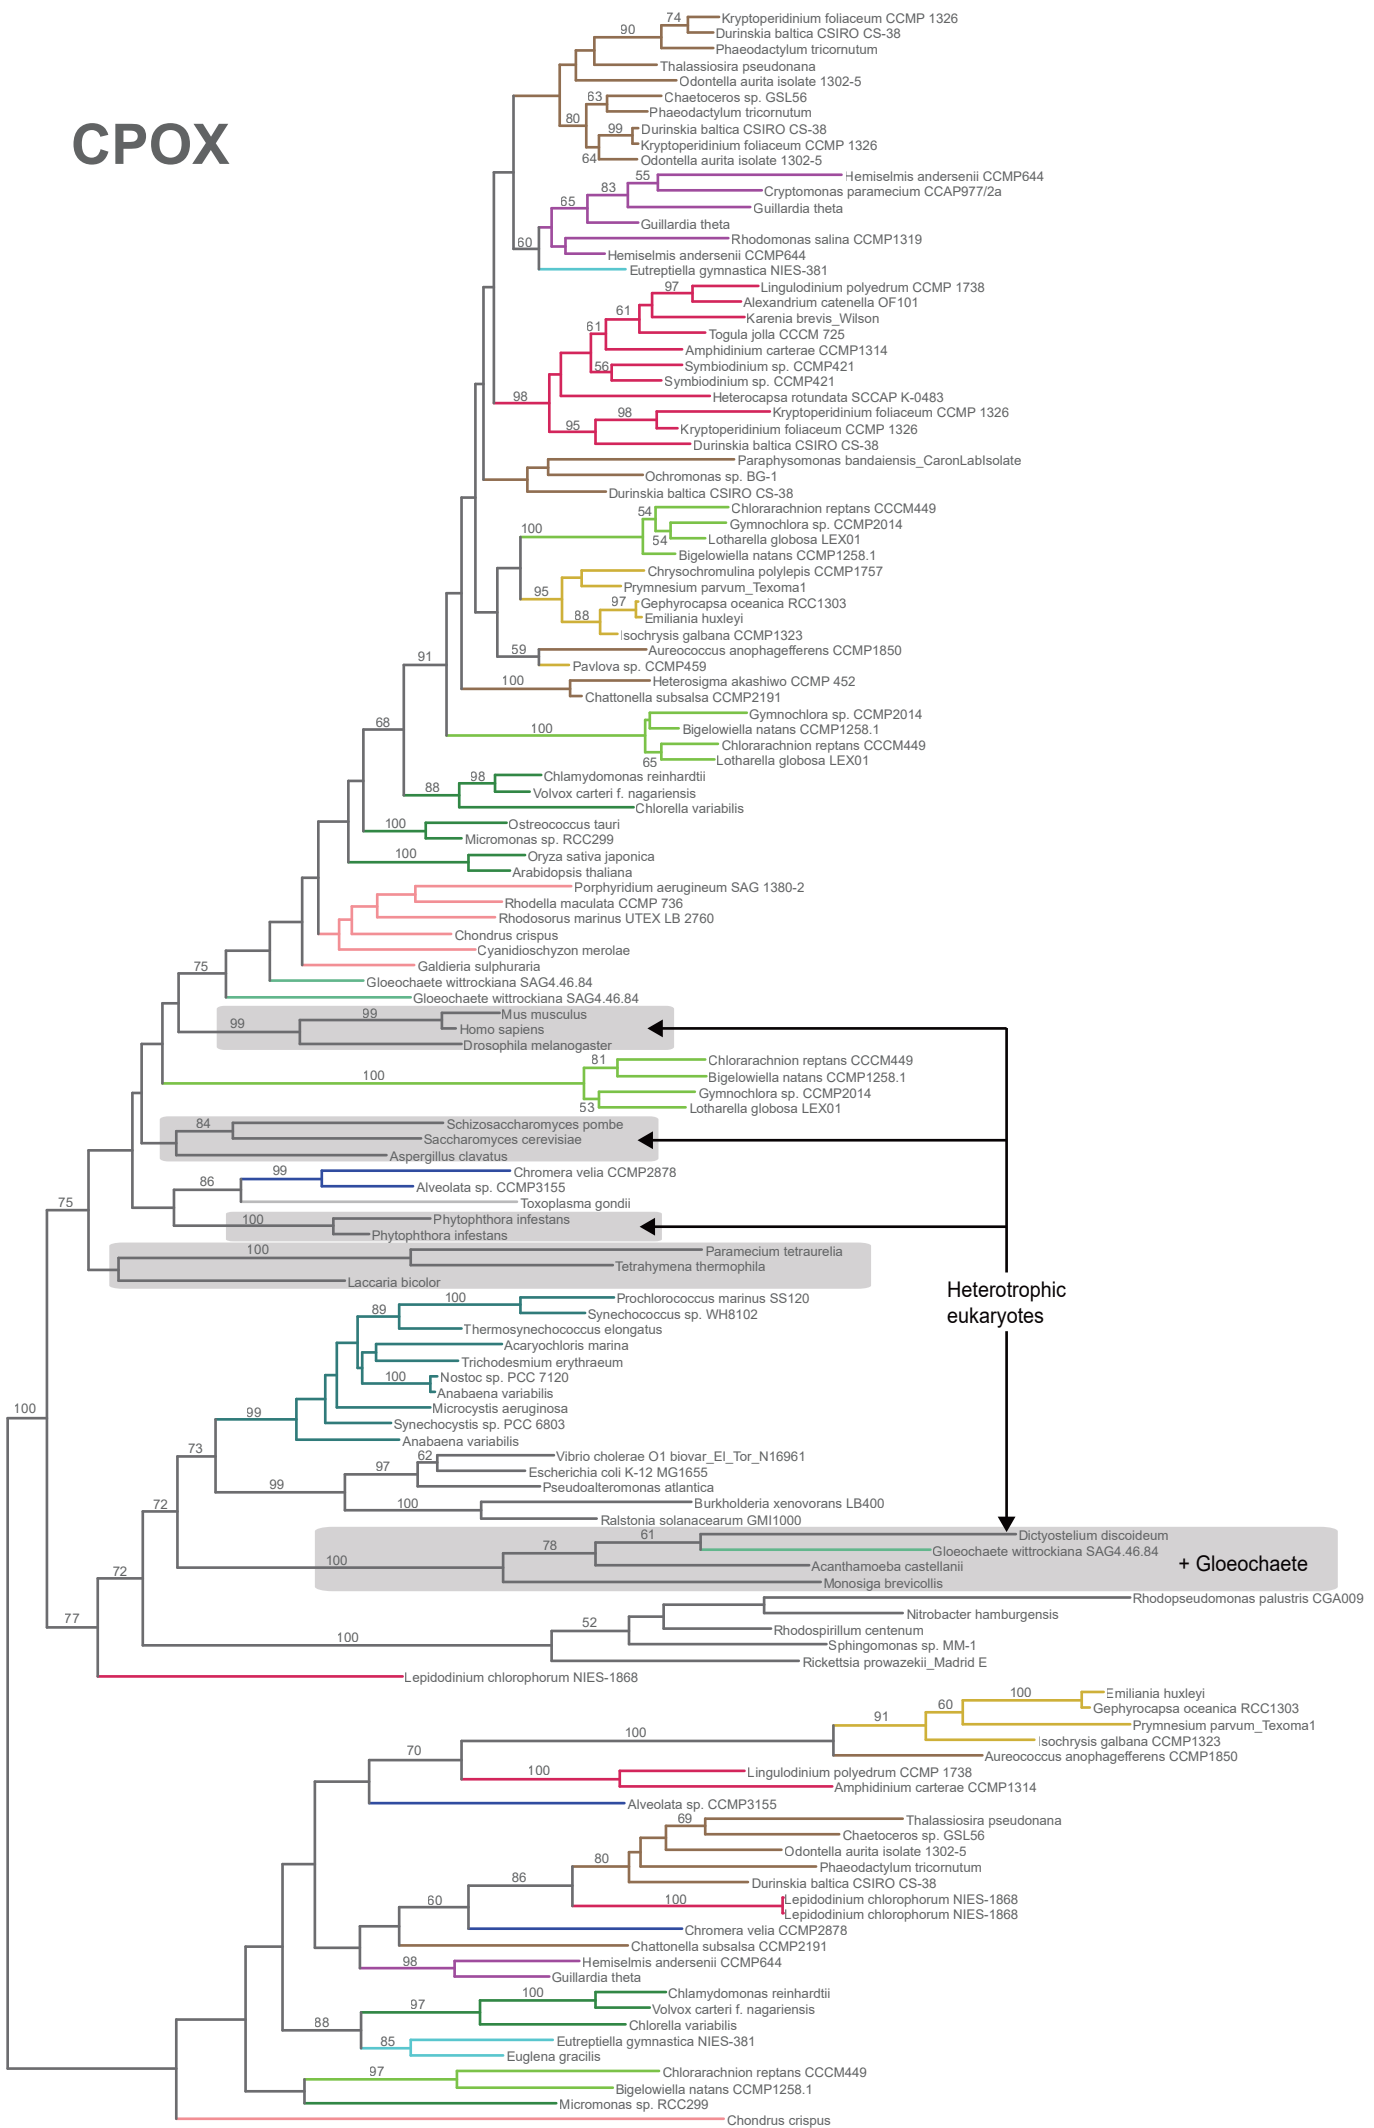 74
Kryptoperidinium foliaceum CCMP 1326
90
Durinskia baltica CSIRO CS-38
Phaeodactylum tricornutum
Thalassiosira pseudonana
Odontella aurita isolate 1302-5
63
Chaetoceros sp. GSL56
Phaeodactylum tricornutum
80
CPOX
99
Durinskia baltica CSIRO CS-38
Kryptoperidinium foliaceum CCMP 1326
64
Odontella aurita isolate 1302-5
55
Hemiselmis andersenii CCMP644
83
Cryptomonas paramecium CCAP977/2a
65
Guillardia theta
Guillardia theta
60
Rhodomonas salina CCMP1319
Hemiselmis andersenii CCMP644
Eutreptiella gymnastica NIES-381
97
Lingulodinium polyedrum CCMP 1738
Alexandrium catenella OF101
61
Karenia brevis_Wilson
61
Togula jolla CCCM 725
Amphidinium carterae CCMP1314
56
Symbiodinium sp. CCMP421
Symbiodinium sp. CCMP421
98
Heterocapsa rotundata SCCAP K-0483
98
Kryptoperidinium foliaceum CCMP 1326
95
Kryptoperidinium foliaceum CCMP 1326
Durinskia baltica CSIRO CS-38
Paraphysomonas bandaiensis_CaronLabIsolate
Ochromonas sp. BG-1
Durinskia baltica CSIRO CS-38
54
Chlorarachnion reptans CCCM449
100
Gymnochlora sp. CCMP2014
54
Lotharella globosa LEX01
Bigelowiella natans CCMP1258.1
Chrysochromulina polylepis CCMP1757
95
Prymnesium parvum_Texoma1
97
Gephyrocapsa oceanica RCC1303
88
Emiliania huxleyi
Isochrysis galbana CCMP1323
59
Aureococcus anophagefferens CCMP1850
91
Pavlova sp. CCMP459
100
Heterosigma akashiwo CCMP 452
Chattonella subsalsa CCMP2191
68
Gymnochlora sp. CCMP2014
100
Bigelowiella natans CCMP1258.1
Chlorarachnion reptans CCCM449
65
Lotharella globosa LEX01
98
Chlamydomonas reinhardtii
88
Volvox carteri f. nagariensis
Chlorella variabilis
100
Ostreococcus tauri
Micromonas sp. RCC299
100
Oryza sativa japonica
Arabidopsis thaliana
Porphyridium aerugineum SAG 1380-2
Rhodella maculata CCMP 736
Rhodosorus marinus UTEX LB 2760
Chondrus crispus
Cyanidioschyzon merolae
75
Galdieria sulphuraria
Gloeochaete wittrockiana SAG4.46.84
Gloeochaete wittrockiana SAG4.46.84
99
Mus musculus
99
Homo sapiens
Drosophila melanogaster
81
Chlorarachnion reptans CCCM449
100
Bigelowiella natans CCMP1258.1
Gymnochlora sp. CCMP2014
53
Lotharella globosa LEX01
84
Schizosaccharomyces pombe
Saccharomyces cerevisiae
Aspergillus clavatus
99
Chromera velia CCMP2878
86
Alveolata sp. CCMP3155
75
Toxoplasma gondii
100
Phytophthora infestans
Phytophthora infestans
100
Paramecium tetraurelia
Tetrahymena thermophila
Laccaria bicolor
Heterotrophic
eukaryotes
100
Prochlorococcus marinus SS120
89
Synechococcus sp. WH8102
Thermosynechococcus elongatus
Acaryochloris marina
Trichodesmium erythraeum
100
Nostoc sp. PCC 7120
Anabaena variabilis
100
Microcystis aeruginosa
99
Synechocystis sp. PCC 6803
Anabaena variabilis
73
62
Vibrio cholerae O1 biovar_El_Tor_N16961
97
Escherichia coli K-12 MG1655
99
Pseudoalteromonas atlantica
72
100
Burkholderia xenovorans LB400
Ralstonia solanacearum GMI1000
61
Dictyostelium discoideum
78
Gloeochaete wittrockiana SAG4.46.84
100
Acanthamoeba castellanii
+ Gloeochaete
72
Monosiga brevicollis
Rhodopseudomonas palustris CGA009
77
Nitrobacter hamburgensis
52
Rhodospirillum centenum
100
Sphingomonas sp. MM-1
Rickettsia prowazekii_Madrid E
Lepidodinium chlorophorum NIES-1868
100
Emiliania huxleyi
60
Gephyrocapsa oceanica RCC1303
91
Prymnesium parvum_Texoma1
100
Isochrysis galbana CCMP1323
70
Aureococcus anophagefferens CCMP1850
100
Lingulodinium polyedrum CCMP 1738
Amphidinium carterae CCMP1314
Alveolata sp. CCMP3155
69
Thalassiosira pseudonana
Chaetoceros sp. GSL56
80
Odontella aurita isolate 1302-5
Phaeodactylum tricornutum
86
Durinskia baltica CSIRO CS-38
60
100
Lepidodinium chlorophorum NIES-1868
Lepidodinium chlorophorum NIES-1868
Chromera velia CCMP2878
Chattonella subsalsa CCMP2191
98
Hemiselmis andersenii CCMP644
Guillardia theta
100
Chlamydomonas reinhardtii
97
Volvox carteri f. nagariensis
88
Chlorella variabilis
85
Eutreptiella gymnastica NIES-381
Euglena gracilis
97
Chlorarachnion reptans CCCM449
Bigelowiella natans CCMP1258.1
Micromonas sp. RCC299
Chondrus crispus